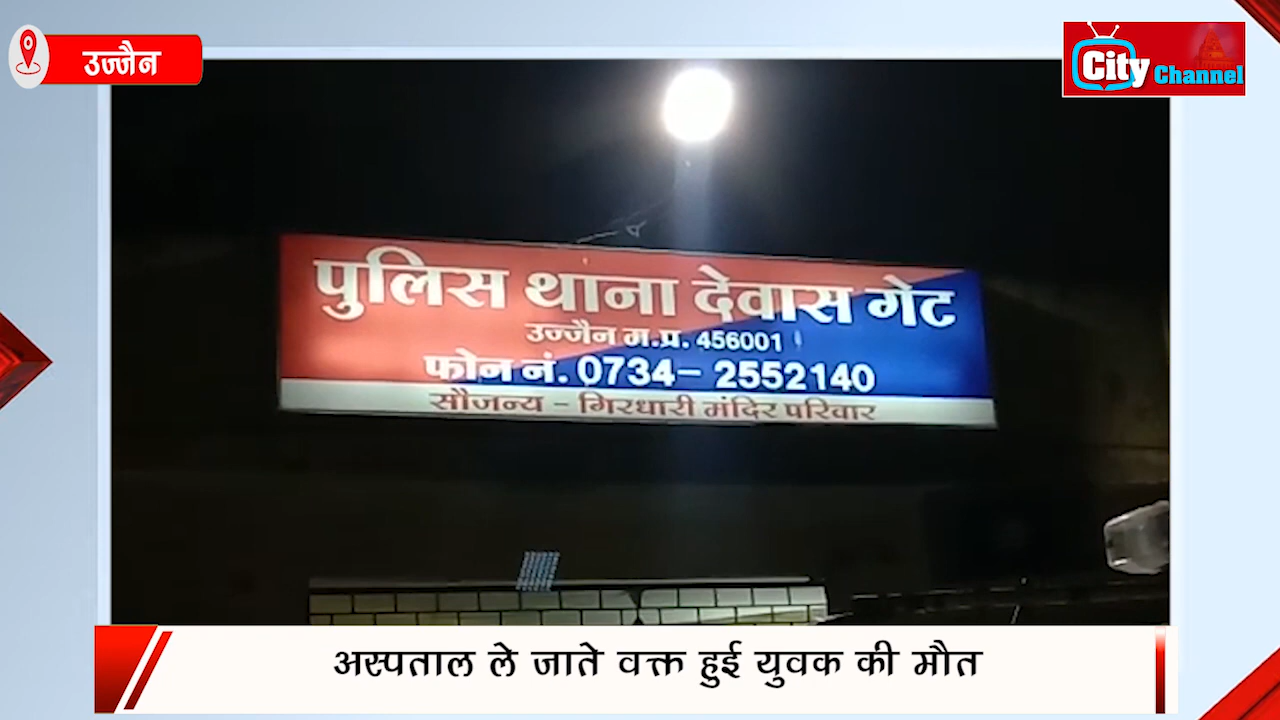 उज्जैन
City Channel
पुलिस थाना देवास गेट
उज्जैन म.प्र. 456001
फोन नं. 0734- 2552140
सौजन्य - गिरधारी मंदिर परिवार
अस्पताल ले जाते वक्त हुई युवक की मौत